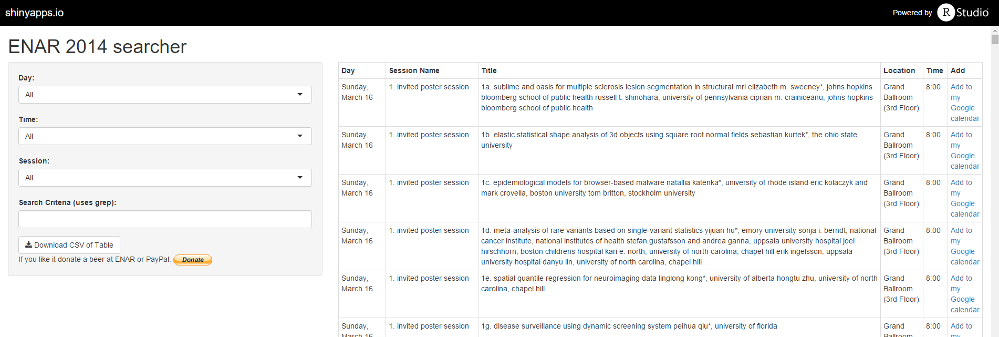 shinyapps.io
Powered by R Studio
ENAR 2014 searcher
Day:
All
Time:
All
Session:
All
Search Criteria (uses grep):
Download CSV of Table
If you like it donate a beer at ENAR or PayPal: Donate
Day Session Name Title Location Time Add
Sunday, 1. invited poster session 1a. sublime and oasis for multiple sclerosis lesion segmentation in structural mri elizabeth m. sweeney*, johns hopkins Grand 8:00 Add to
March 16 bloomberg school of public health russell t. shinohara, university of pennsylvania ciprian m. crainiceanu, johns hopkins Ballroom my
bloomberg school of public health (3rd Floor) Google
calendar
Sunday, 1. invited poster session 1b. elastic statistical shape analysis of 3d objects using square root normal fields sebastian kurtek*, the ohio state Grand 8:00 Add to
March 16 university Ballroom my
(3rd Floor) Google
calendar
Sunday, 1. invited poster session 1c. epidemiological models for browser-based malware natallia katenka*, university of rhode island eric kolaczyk and Grand 8:00 Add to
March 16 mark crovella, boston university tom britton, stockholm university Ballroom my
(3rd Floor) Google
calendar
Sunday, 1. invited poster session 1d. meta-analysis of rare variants based on single-variant statistics yijuan hu*, emory university sonja i. berndt, national Grand 8:00 Add to
March 16 cancer institute, national institutes of health stefan gustafsson and andrea ganna, uppsala university hospital joel Ballroom my
hirschhorn, boston childrens hospital kari e. north, university of north carolina, chapel hill erik ingelsson, uppsala (3rd Floor) Google
university hospital danyu lin, university of north carolina, chapel hill calendar
Sunday, 1. invited poster session 1e. spatial quantile regression for neuroimaging data linglong kong*, university of alberta hongtu zhu, university of north Grand 8:00 Add to
March 16 carolina, chapel hill Ballroom my
(3rd Floor) Google
calendar
Sunday, 1. invited poster session 1g. disease surveillance using dynamic screening system peihua qiu*, university of florida Grand 8:00 Add to
March 16 Ballroom my